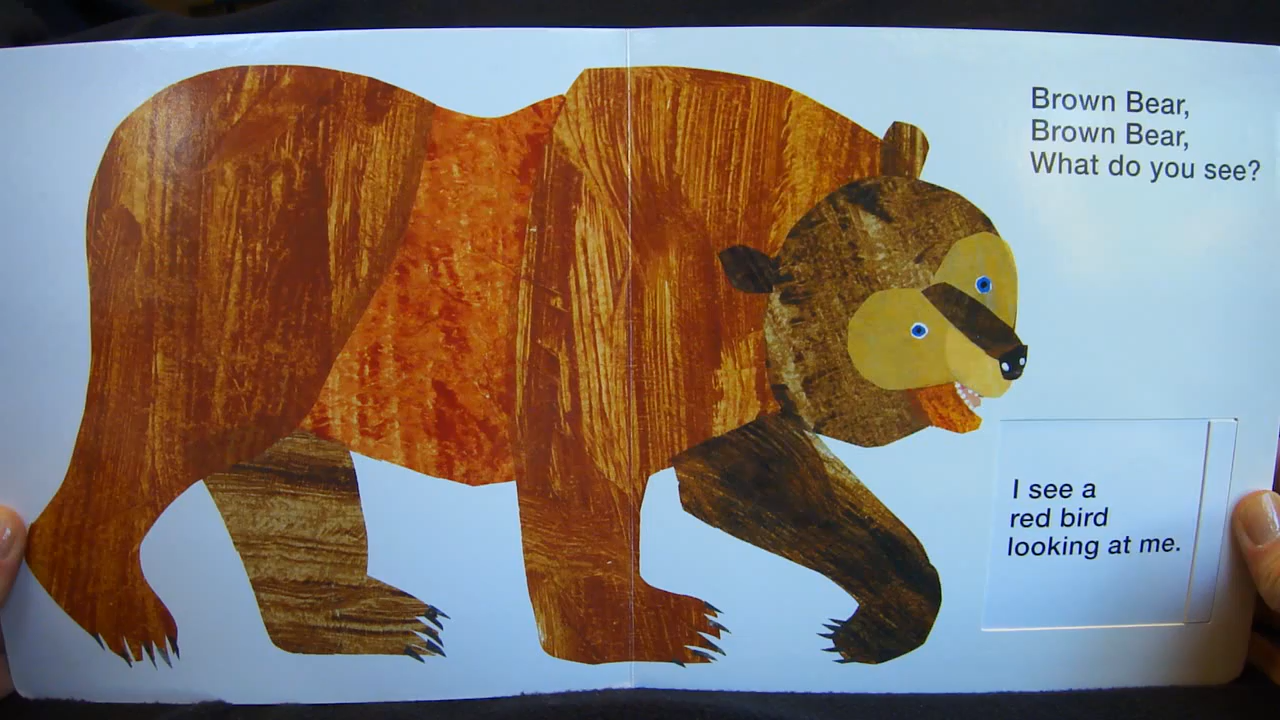 Brown Bear,
Brown Bear,
What do you see?
I see a
red bird
looking at me.